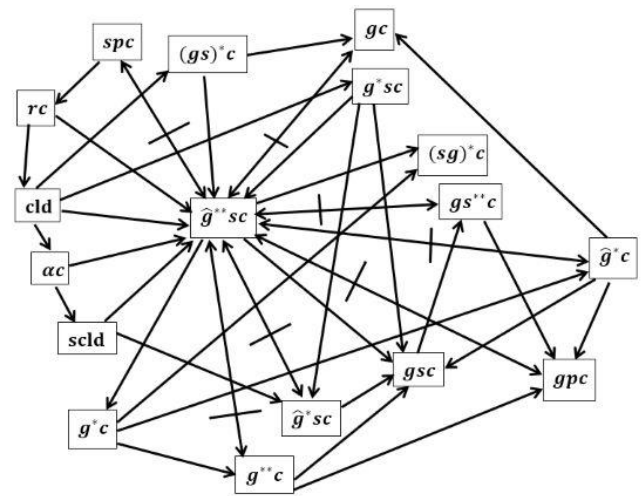 spc
(gs)*c
gc
g*sc
rc
(sg)*c
cld
ĝ**sc
gs**c
ĝ*c
αc
scld
gsc
gpc
g*c
ĝ*sc
g**c